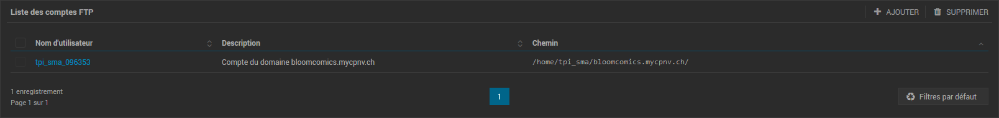 Liste des comptes FTP
AJOUTER
SUPPRIMER
Nom d'utilisateur
Description
Chemin
tpi_sma_096353
Compte du domaine bloomcomics.mycpnv.ch
/home/tpi_sma/bloomcomics.mycpnv.ch/
1 enregistrement
Page 1 sur 1
1
Filtres par défaut